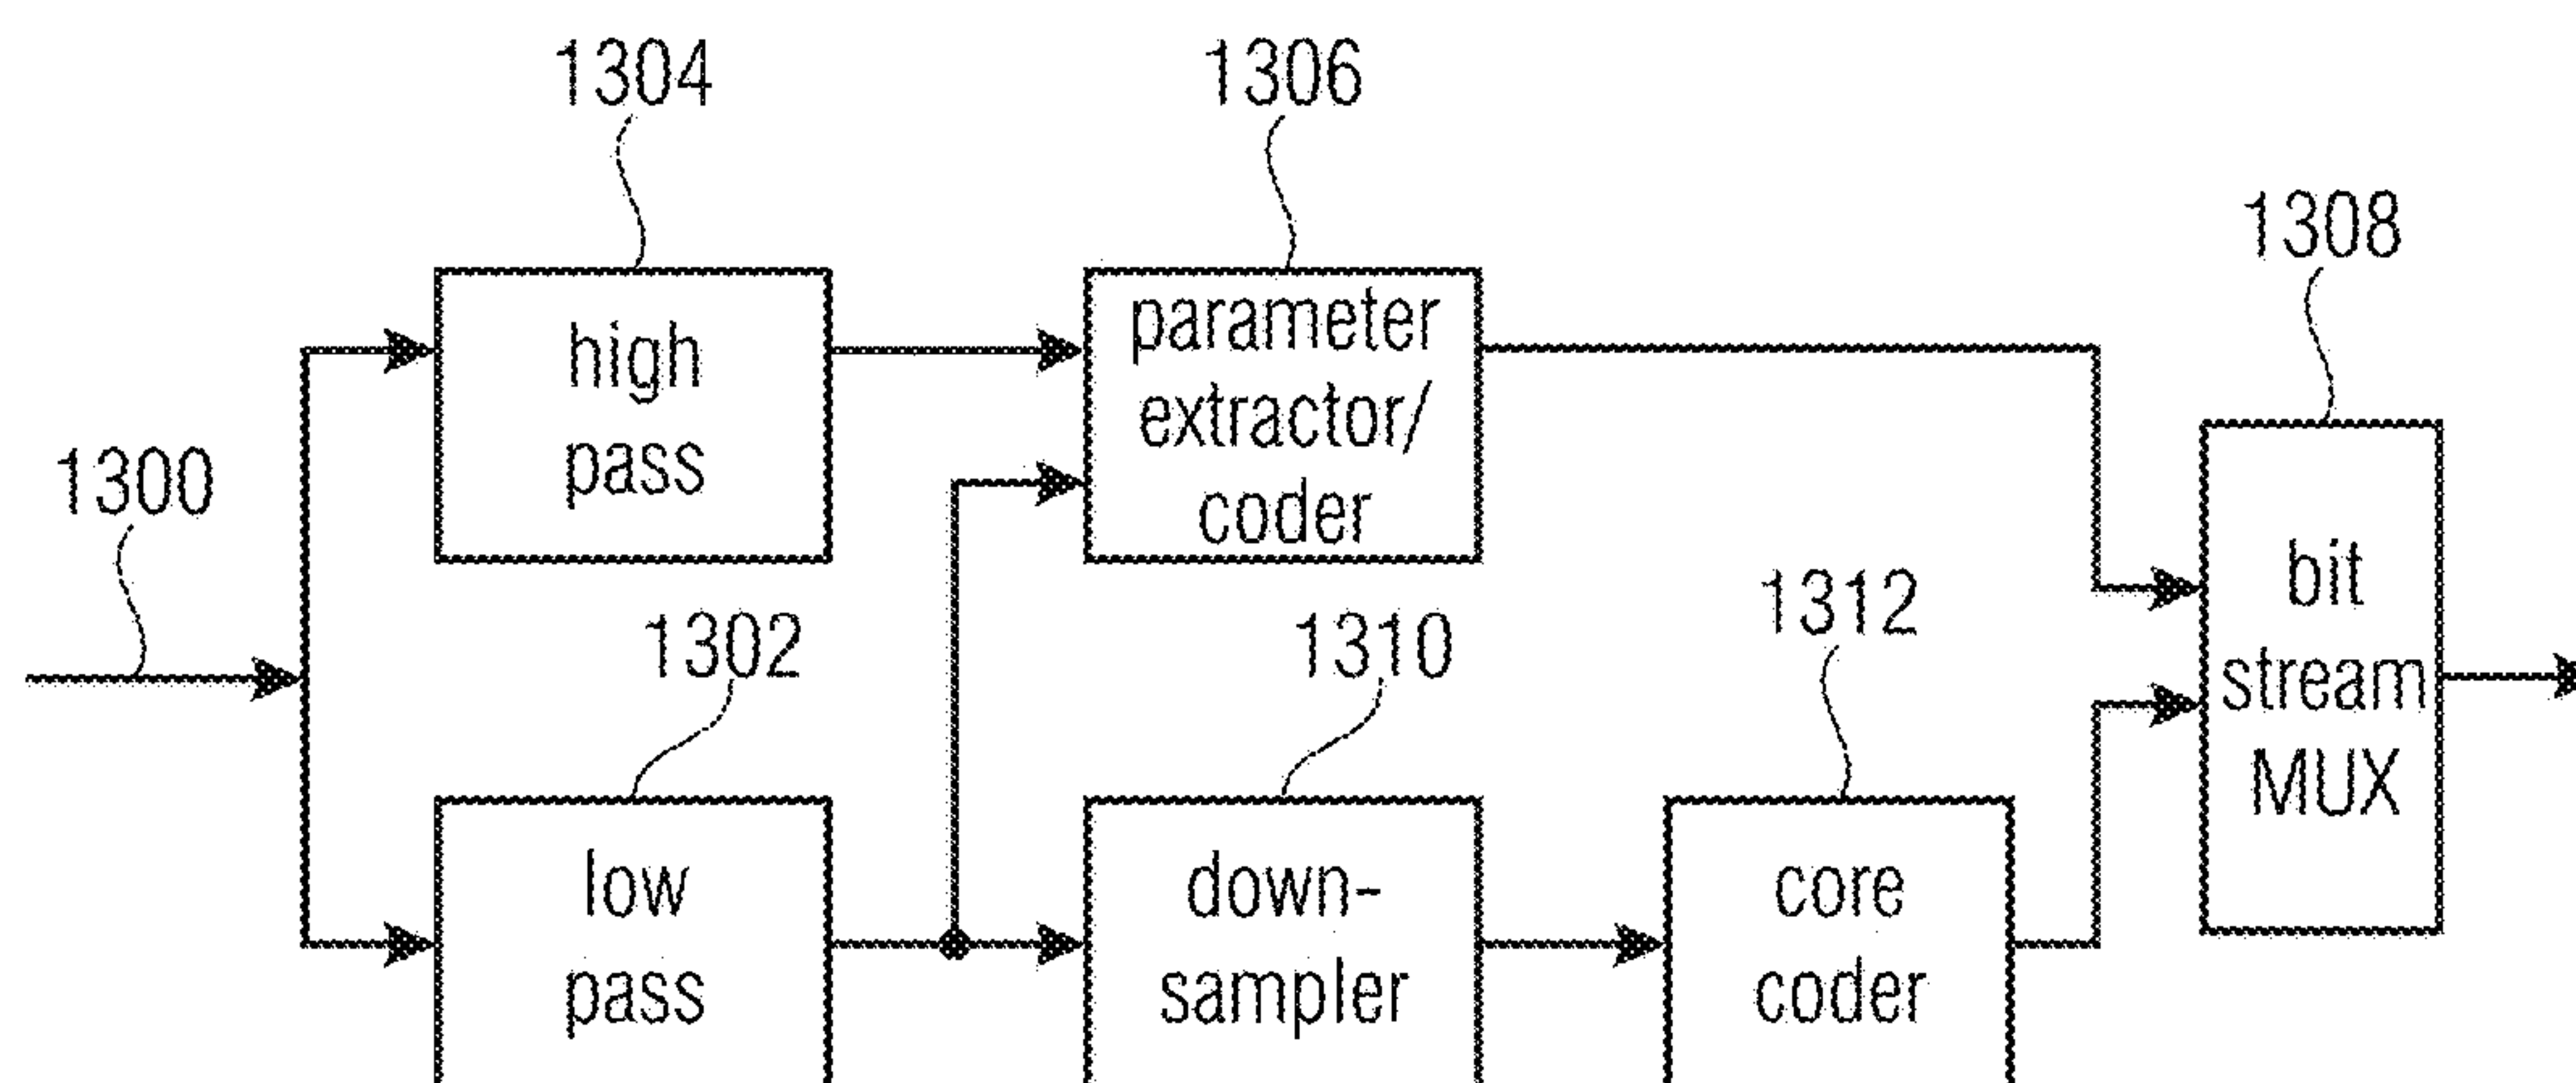 1304
1306
1308
high
pass
parameter
extractor/
coder
1300
1302
1310
1312
bit
stream
MUX
low
pass
down-
sampler
core
coder